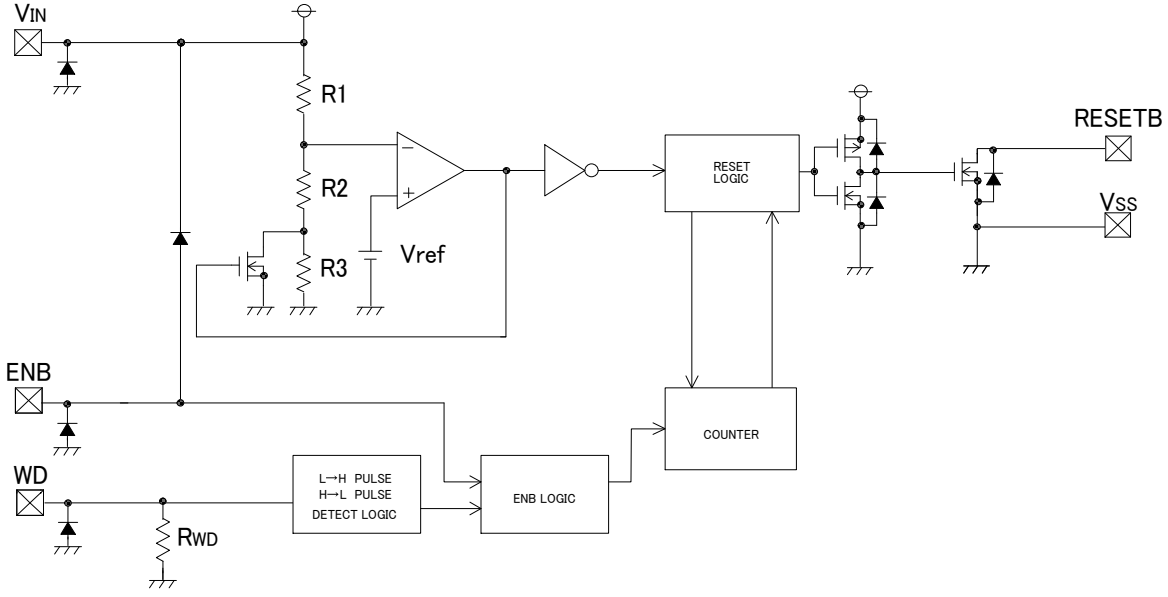 VIN
R1
R2
R3
Vref
RESET
LOGIC
RESETB
VSS
ENB
COUNTER
WD
RWD
L→H PULSE
H→L PULSE
DETECT LOGIC
ENB LOGIC